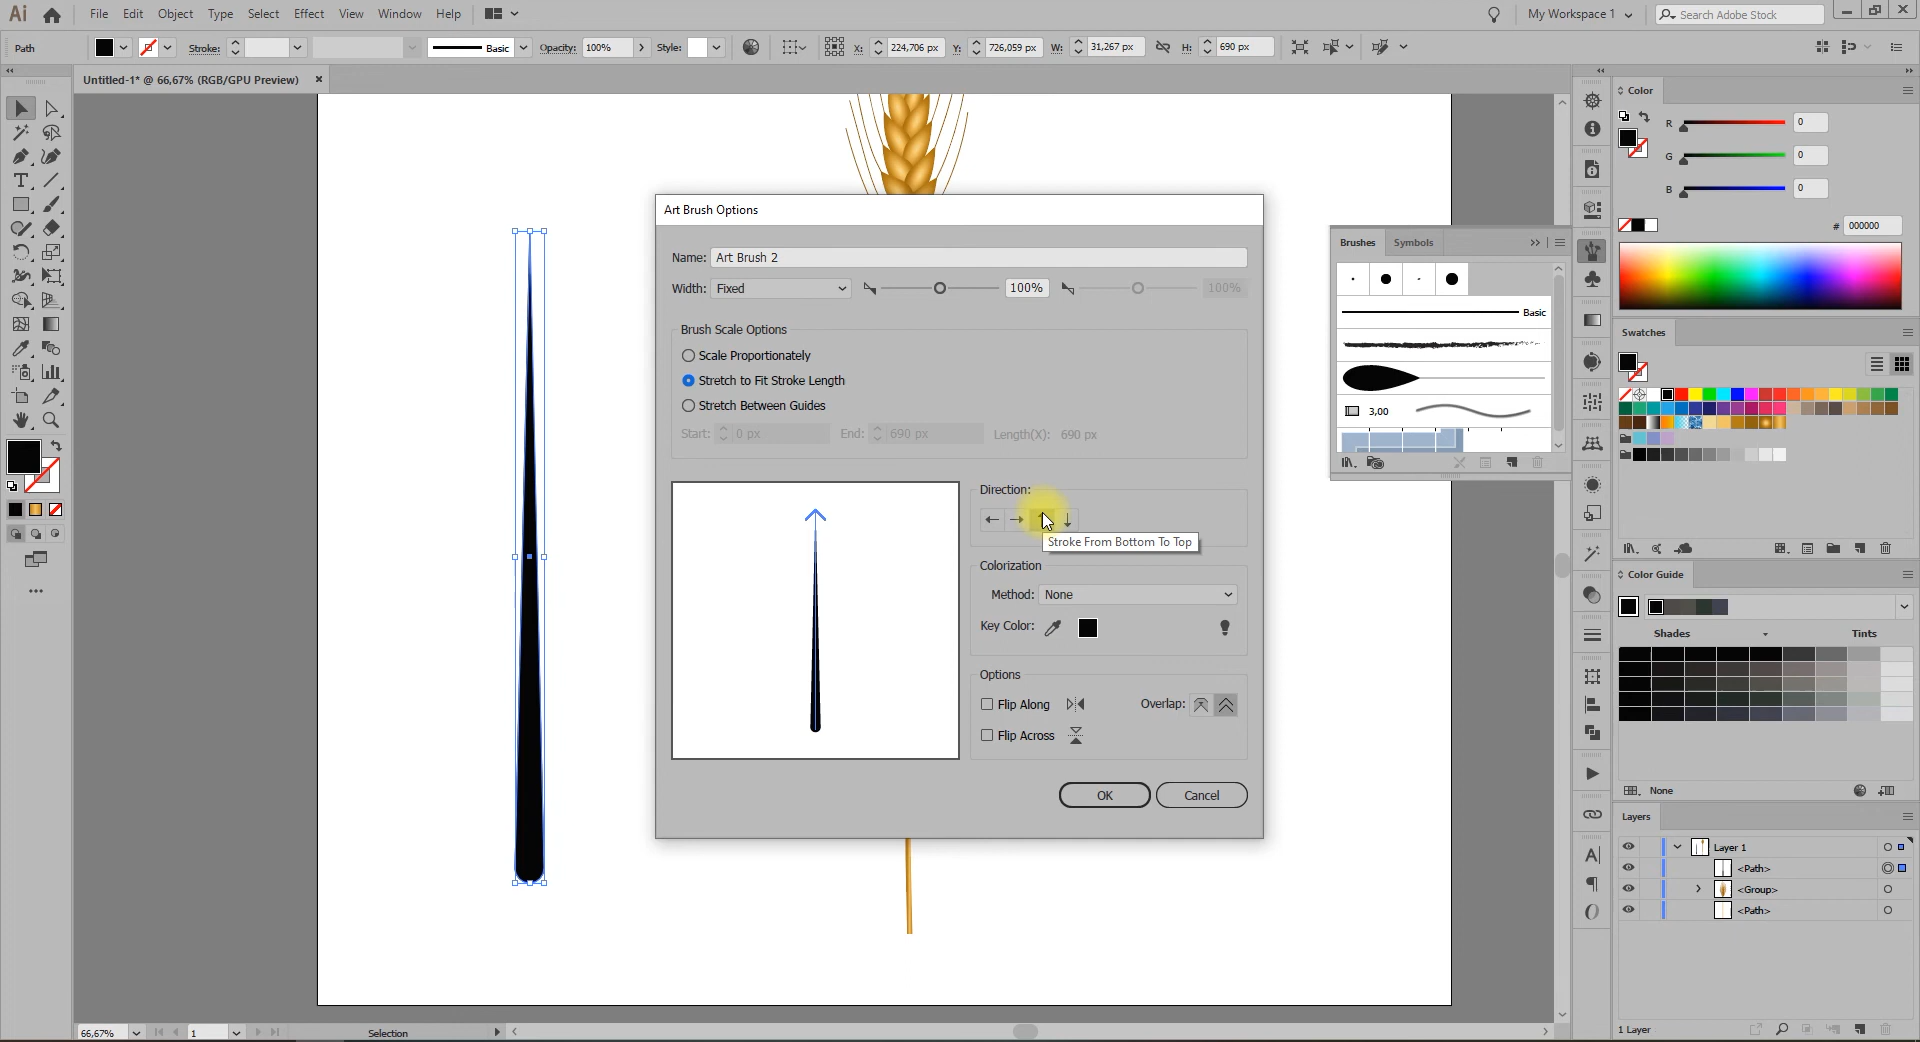 Ai File Edit Object Type Select Effect View Window Help My Workspace 1 Search Adobe Stock
Path Stroke: Basic Opacity: 100% Style: X: 224,706 px Y: 726,059 px W: 31,267 px H: 690 px
Untitled-1* @ 66,67% (RGB/GPU Preview)
Color
R 0
G 0
B 0
# 000000
Art Brush Options
Name: Art Brush 2
Width: Fixed 100% 100%
Brush Scale Options
Scale Proportionately
Stretch to Fit Stroke Length
Stretch Between Guides
Start: 0 px End: 690 px Length(X): 690 px
Direction:
Stroke From Bottom To Top
Colorization
Method: None
Key Color:
Options
Flip Along Overlap:
Flip Across
OK Cancel
Brushes Symbols
Basic
3,00
Swatches
Color Guide
Shades Tints
None
Layers
Layer 1
<Path>
<Group>
<Path>
1 Layer
66,67% 1 Selection